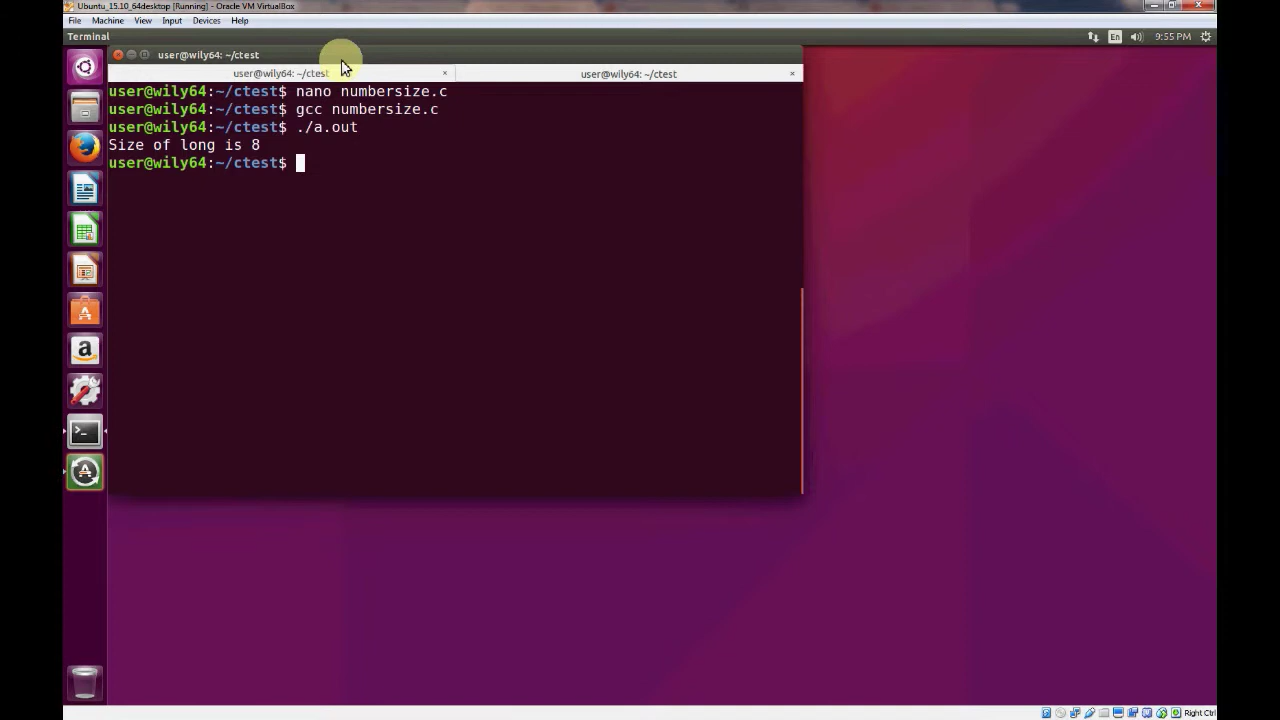 Ubuntu_15.10_64desktop [Running] - Oracle VM VirtualBox
File Machine View Input Devices Help
Terminal En 9:55 PM
user@wily64: ~/ctest
user@wily64: ~/ctest × user@wily64: ~/ctest ×
user@wily64:~/ctest$ nano numbersize.c
user@wily64:~/ctest$ gcc numbersize.c
user@wily64:~/ctest$ ./a.out
Size of long is 8
user@wily64:~/ctest$
Right Ctrl